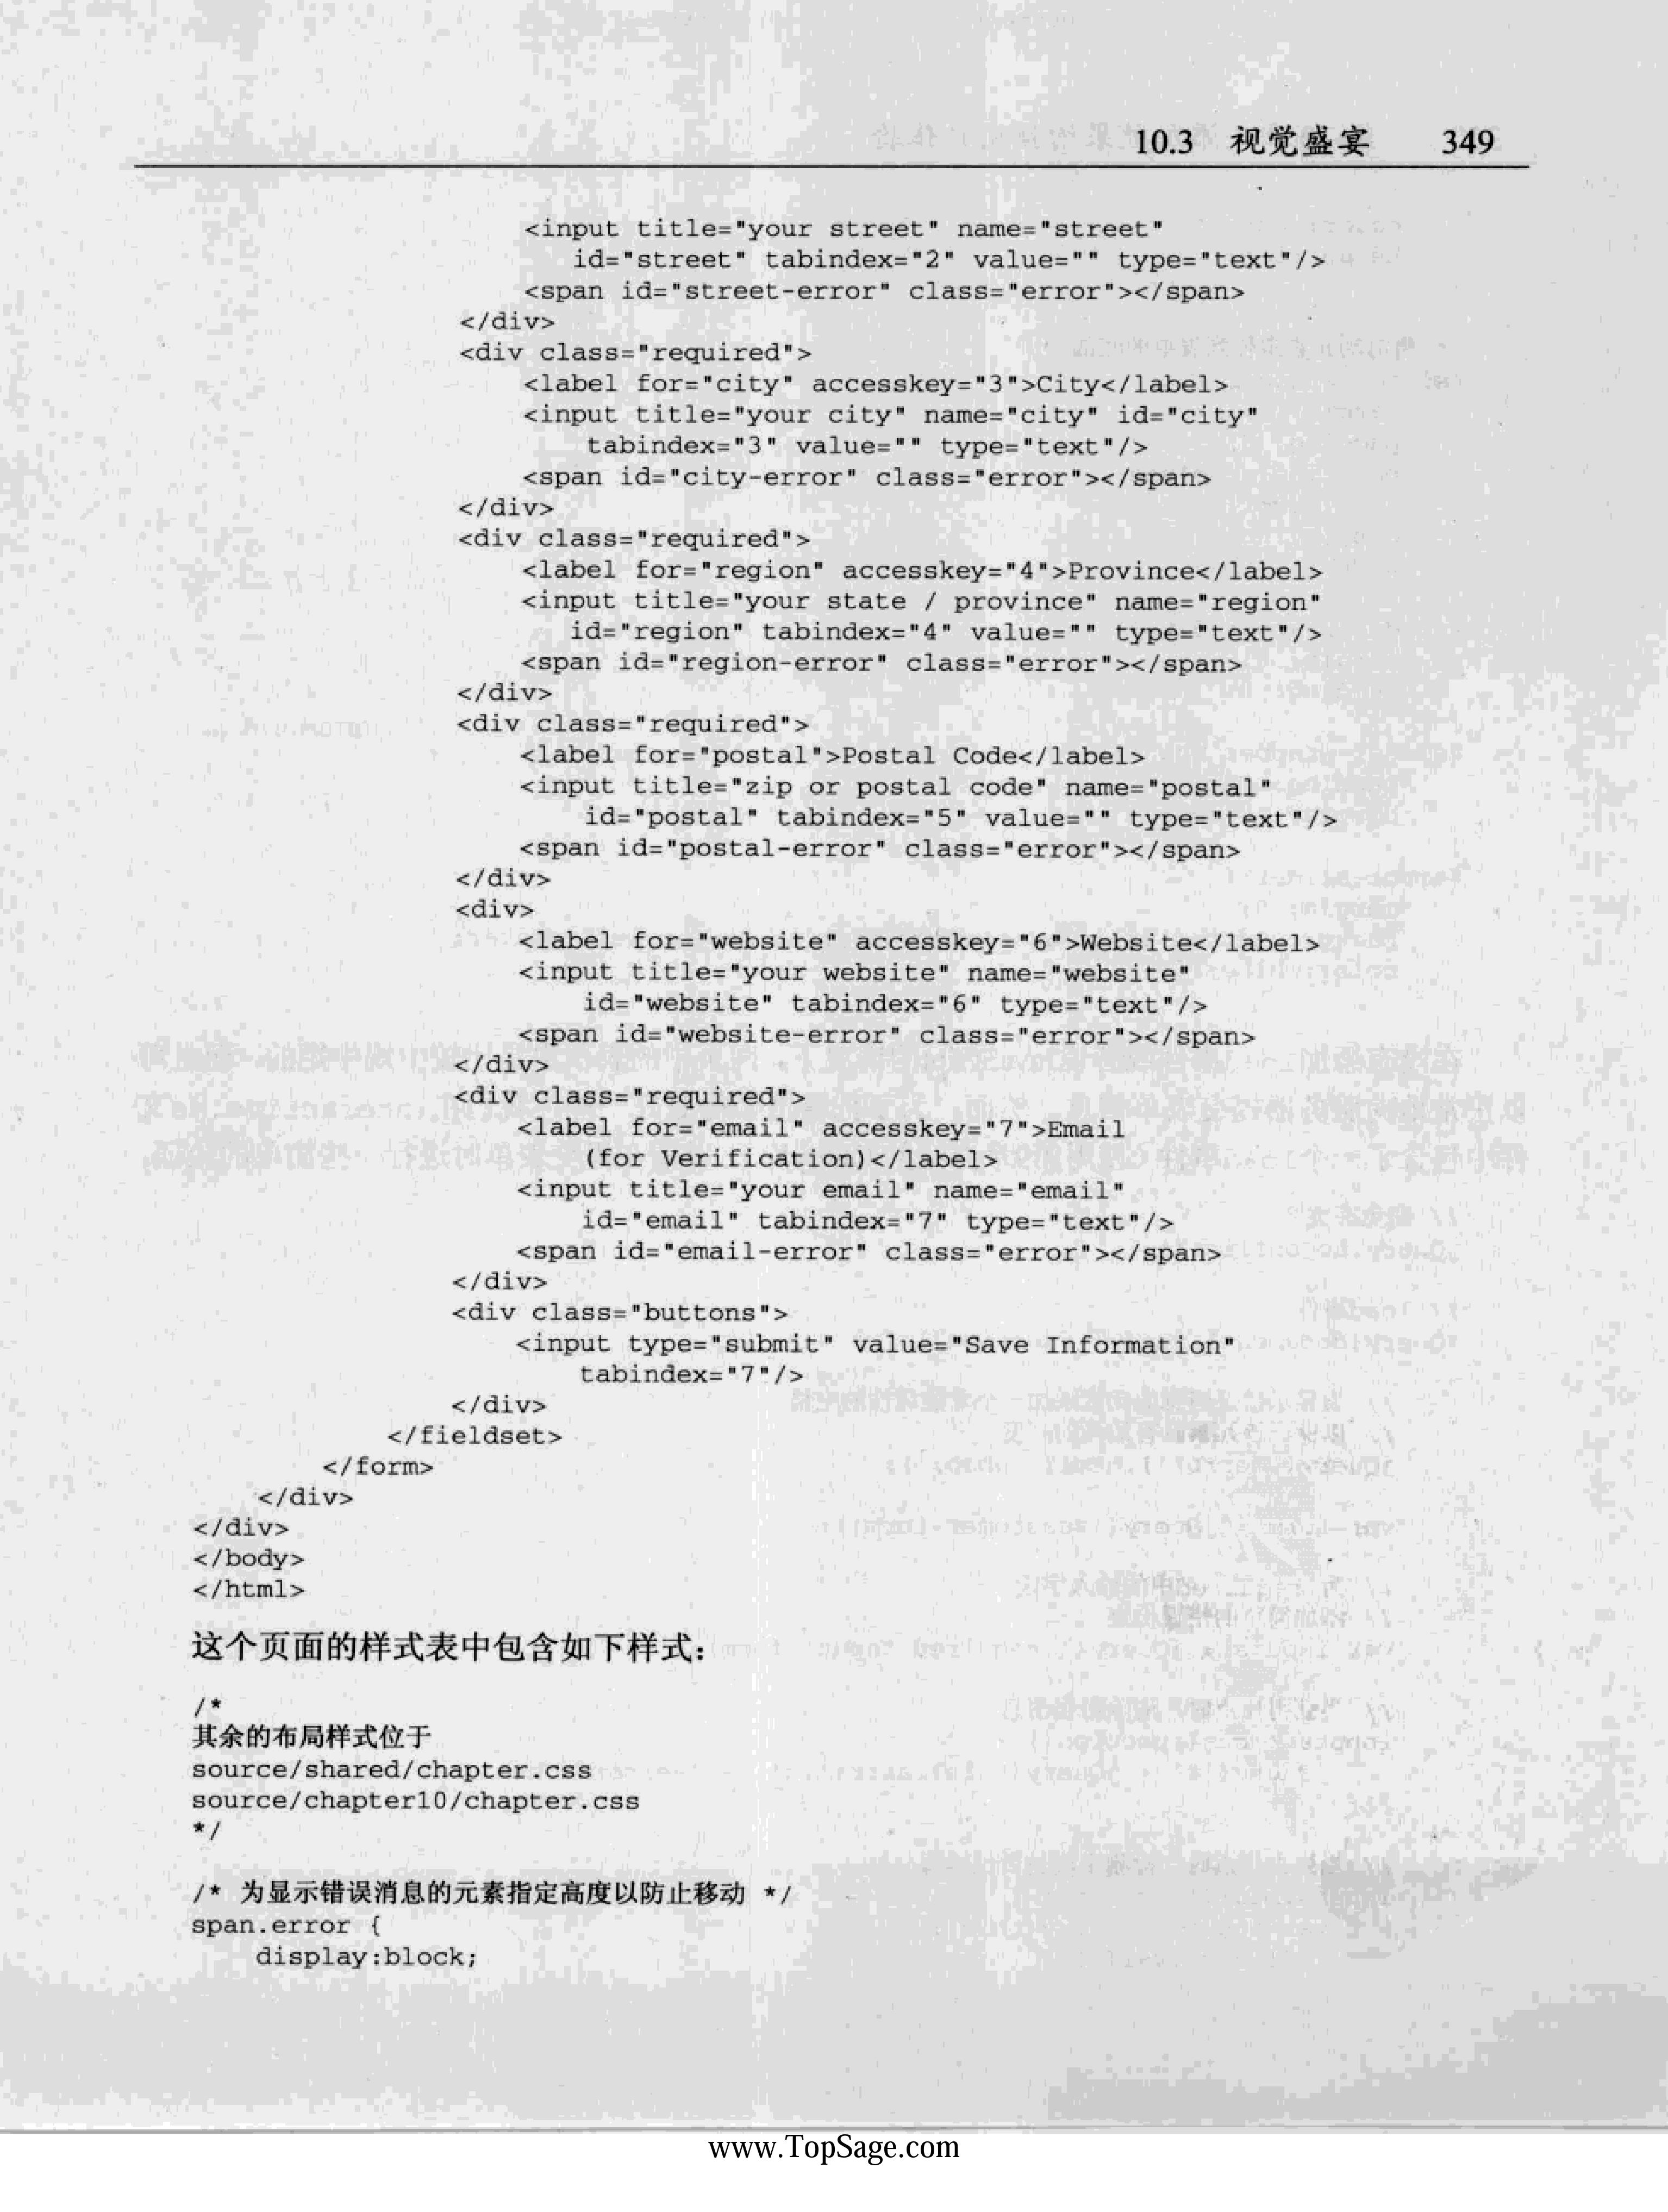 10.3 视觉盛宴 349
<input title="your street" name="street"
id="street" tabindex="2" value="" type="text"/>
<span id="street-error" class="error"></span>
</div>
<div class="required">
<label for="city" accesskey="3">City</label>
<input title="your city" name="city" id="city"
tabindex="3" value="" type="text"/>
<span id="city-error" class="error"></span>
</div>
<div class="required">
<label for="region" accesskey="4">Province</label>
<input title="your state / province" name="region"
id="region" tabindex="4" value="" type="text"/>
<span id="region-error" class="error"></span>
</div>
<div class="required">
<label for="postal">Postal Code</label>
<input title="zip or postal code" name="postal"
id="postal" tabindex="5" value="" type="text"/>
<span id="postal-error" class="error"></span>
</div>
<div>
<label for="website" accesskey="6">Website</label>
<input title="your website" name="website"
id="website" tabindex="6" type="text"/>
<span id="website-error" class="error"></span>
</div>
<div class="required">
<label for="email" accesskey="7">Email
(for Verification)</label>
<input title="your email" name="email"
id="email" tabindex="7" type="text"/>
<span id="email-error" class="error"></span>
</div>
<div class="buttons">
<input type="submit" value="Save Information"
tabindex="7"/>
</div>
</fieldset>
</form>
</div>
</div>
</body>
</html>
这个页面的样式表中包含如下样式：
/*
其余的布局样式位于
source/shared/chapter.css
source/chapter10/chapter.css
*/
/* 为显示错误消息的元素指定高度以防止移动 */
span.error {
display:block;
www.TopSage.com